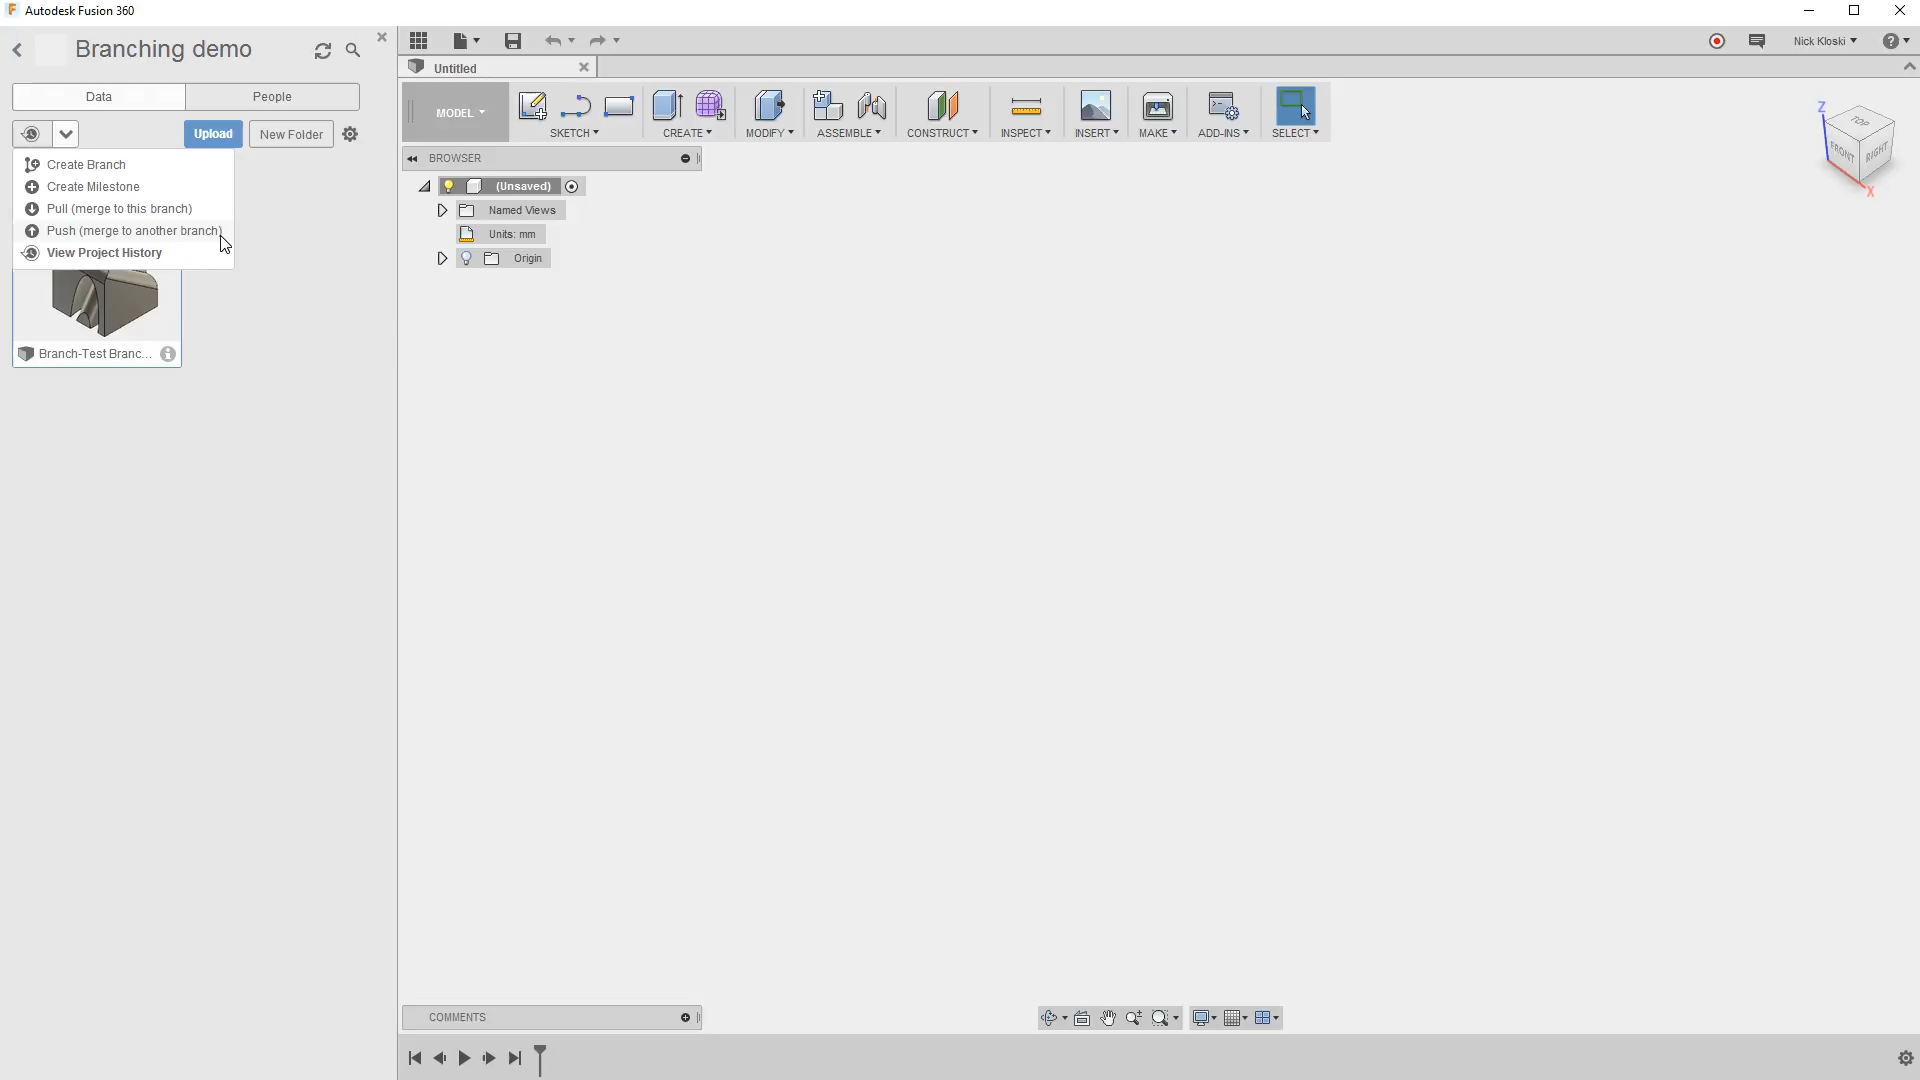 Autodesk Fusion 360
Branching demo
Nick Kloski
Untitled
Data
People
MODEL
SKETCH
CREATE
MODIFY
ASSEMBLE
CONSTRUCT
INSPECT
INSERT
MAKE
ADD-INS
SELECT
Upload
New Folder
BROWSER
Create Branch
Create Milestone
Pull (merge to this branch)
Push (merge to another branch)
View Project History
(Unsaved)
Named Views
Units: mm
Origin
Z
TOP
FRONT
RIGHT
X
Branch-Test Branc...
COMMENTS